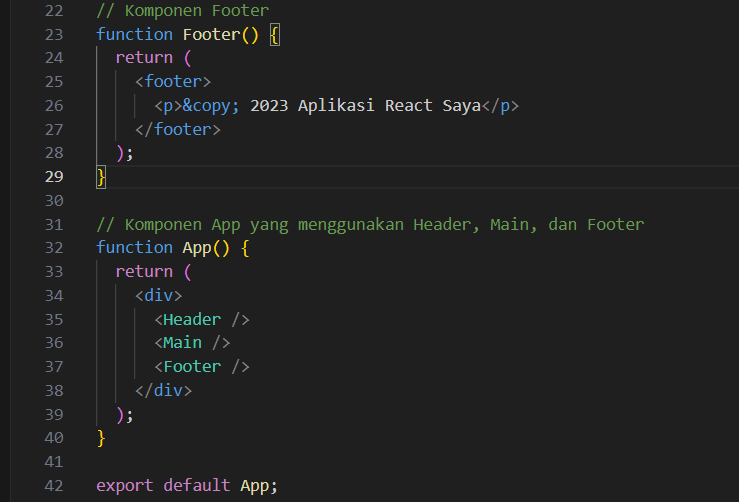 22 // Komponen Footer
23 function Footer() {
24 return (
25 <footer>
26 <p>&copy; 2023 Aplikasi React Saya</p>
27 </footer>
28 );
29 }
30
31 // Komponen App yang menggunakan Header, Main, dan Footer
32 function App() {
33 return (
34 <div>
35 <Header />
36 <Main />
37 <Footer />
38 </div>
39 );
40 }
41
42 export default App;